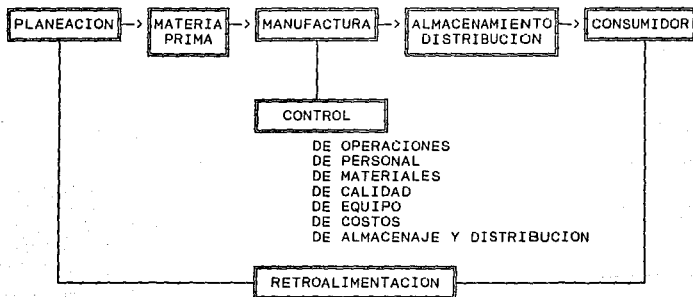 PLANEACION -> MATERIA PRIMA -> MANUFACTURA -> ALMACENAMIENTO DISTRIBUCION -> CONSUMIDOR
CONTROL
DE OPERACIONES
DE PERSONAL
DE MATERIALES
DE CALIDAD
DE EQUIPO
DE COSTOS
DE ALMACENAJE Y DISTRIBUCION
RETROALIMENTACION